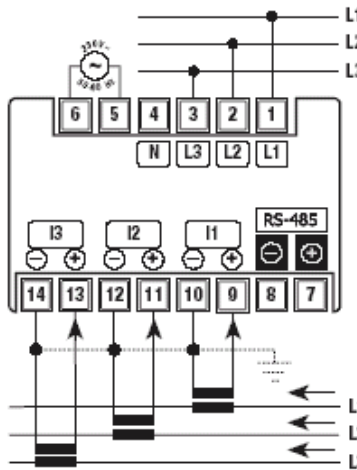 L1
L2
L3
230V~
~
50-60 Hz
6 5 4 3 2 1
N L3 L2 L1
RS-485
I3 I2 I1
- + - + - + - +
14 13 12 11 10 9 8 7
L
L
L